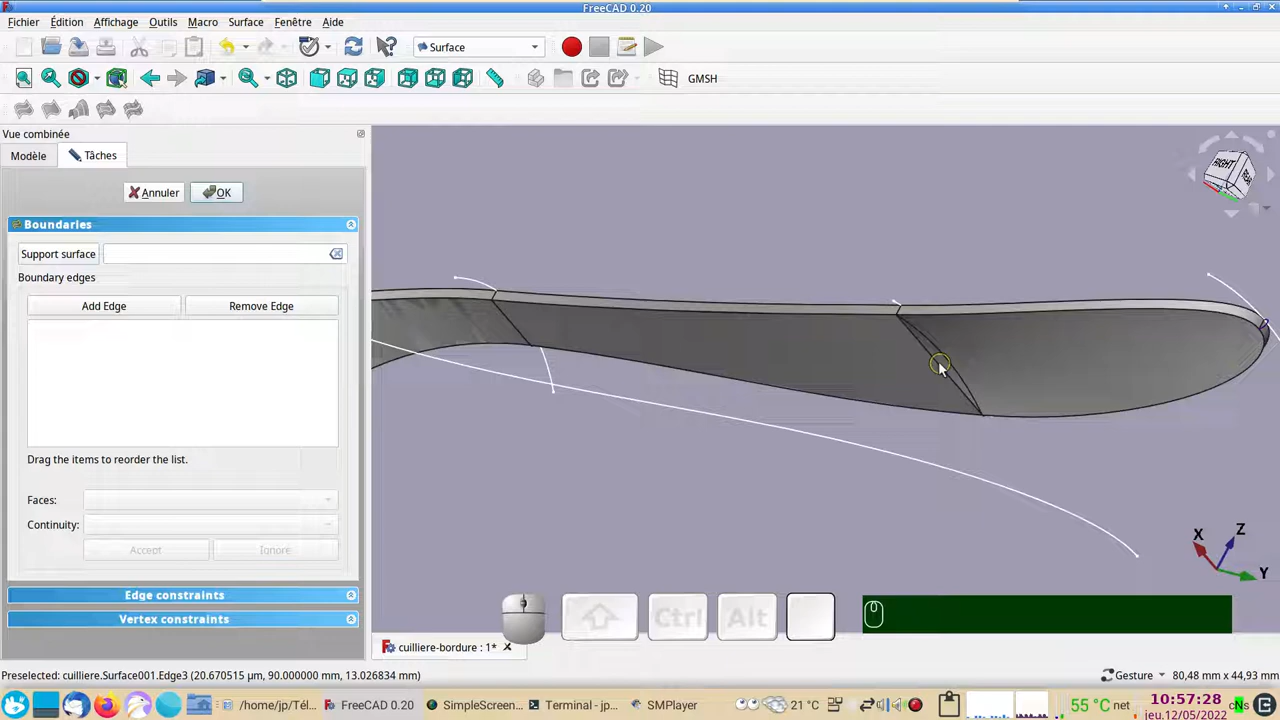 FreeCAD 0.20
Fichier Édition Affichage Outils Macro Surface Fenêtre Aide
Surface
GMSH
Vue combinée
Modèle Tâches
Annuler OK
Boundaries
Support surface
Boundary edges
Add Edge Remove Edge
Drag the items to reorder the list.
Faces:
Continuity:
Accept Ignore
Edge constraints
Vertex constraints
RIGHT
X Z Y
Ctrl Alt
cuilliere-bordure : 1*
Preselected: cuilliere.Surface001.Edge3 (20.670515 µm, 90.000000 mm, 13.026834 mm) Gesture 80,48 mm x 44,93 mm
/home/jp/Tél... FreeCAD 0.20 SimpleScreen... Terminal - jp... SMPlayer 21 °C 55 °C net 10:57:28 cNs
jeu.12/05/2022